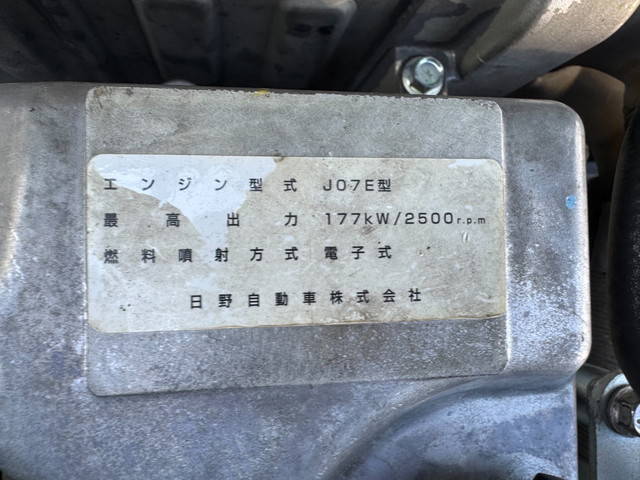 エンジン型式 J07E型
最高出力 177kW/2500r.p.m
燃料噴射方式 電子式
日野自動車株式会社